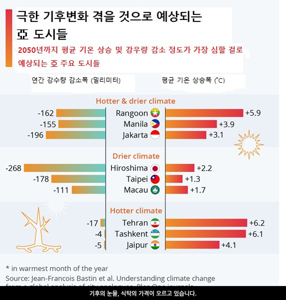 극한 기후변화 겪을 것으로 예상되는
亞 도시들
2050년까지 평균 기온 상승 및 강우량 감소 정도가 가장 심할 걸로
예상되는 亞 주요 도시들
연간 강수량 감소폭 (밀리미터) 평균 기온 상승폭 (℃)
Hotter & drier climate
-162 Rangoon +5.9
-155 Manila +3.9
-196 Jakarta +3.1
Drier climate
-268 Hiroshima +2.2
-178 Taipei +1.3
-111 Macau +1.7
Hotter climate
-17 Tehran +6.2
-4 Tashkent +6.1
-5 Jaipur +4.1
* in warmest month of the year
Source: Jean-Francois Bastin et al. Understanding climate change
기후의 눈물, 식탁의 가격이 오르고 있습니다.